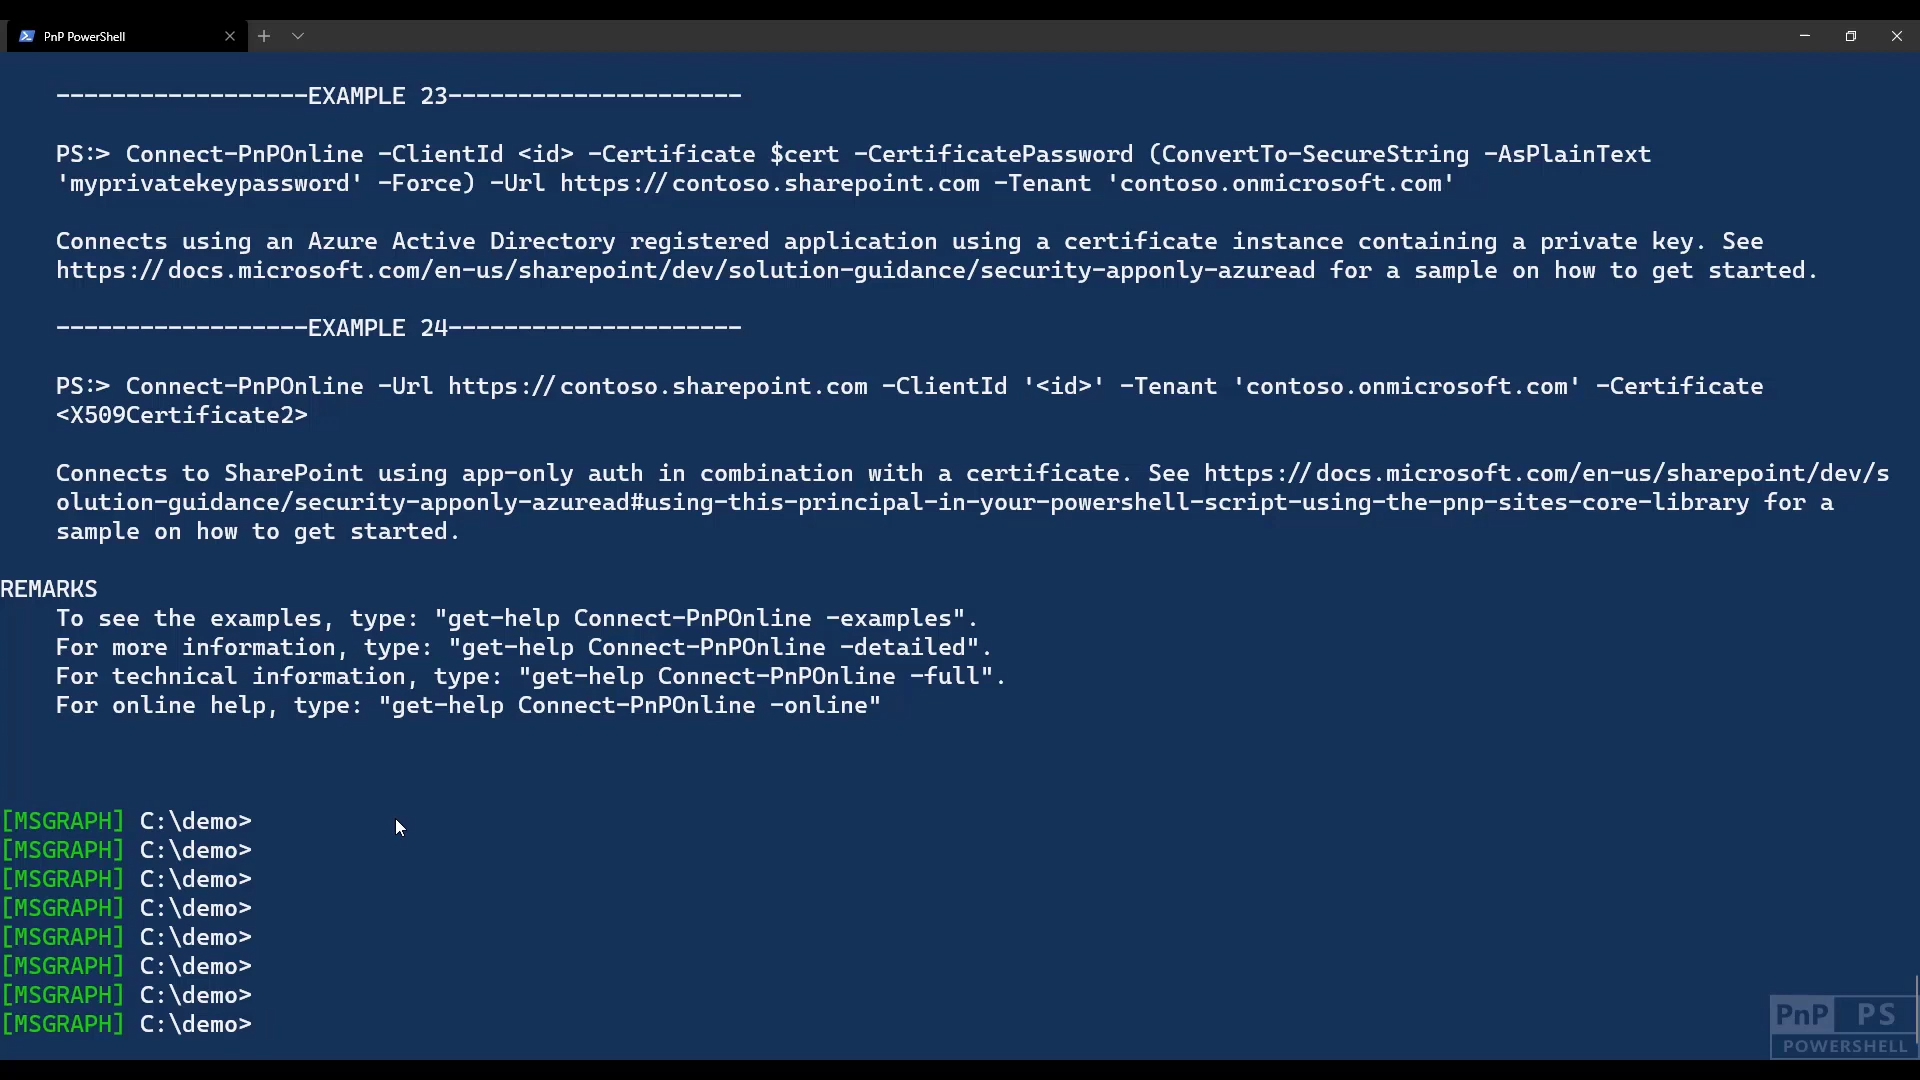 PnP PowerShell
------------------EXAMPLE 23---------------------
PS:> Connect-PnPOnline -ClientId <id> -Certificate $cert -CertificatePassword (ConvertTo-SecureString -AsPlainText
'myprivatekeypassword' -Force) -Url https://contoso.sharepoint.com -Tenant 'contoso.onmicrosoft.com'
Connects using an Azure Active Directory registered application using a certificate instance containing a private key. See
https://docs.microsoft.com/en-us/sharepoint/dev/solution-guidance/security-apponly-azuread for a sample on how to get started.
------------------EXAMPLE 24---------------------
PS:> Connect-PnPOnline -Url https://contoso.sharepoint.com -ClientId '<id>' -Tenant 'contoso.onmicrosoft.com' -Certificate
<X509Certificate2>
Connects to SharePoint using app-only auth in combination with a certificate. See https://docs.microsoft.com/en-us/sharepoint/dev/s
olution-guidance/security-apponly-azuread#using-this-principal-in-your-powershell-script-using-the-pnp-sites-core-library for a
sample on how to get started.
REMARKS
To see the examples, type: "get-help Connect-PnPOnline -examples".
For more information, type: "get-help Connect-PnPOnline -detailed".
For technical information, type: "get-help Connect-PnPOnline -full".
For online help, type: "get-help Connect-PnPOnline -online"
[MSGRAPH] C:\demo>
[MSGRAPH] C:\demo>
[MSGRAPH] C:\demo>
[MSGRAPH] C:\demo>
[MSGRAPH] C:\demo>
[MSGRAPH] C:\demo>
[MSGRAPH] C:\demo>
[MSGRAPH] C:\demo>
PnP PS
POWERSHELL